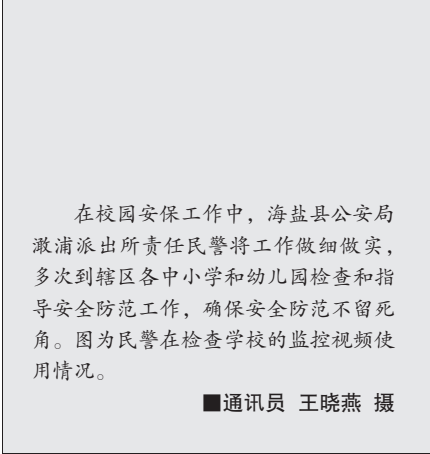 在校园安保工作中，海盐县公安局
澉浦派出所责任民警将工作做细做实，
多次到辖区各中小学和幼儿园检查和指
导安全防范工作，确保安全防范不留死
角。图为民警在检查学校的监控视频使
用情况。
■通讯员 王晓燕 摄